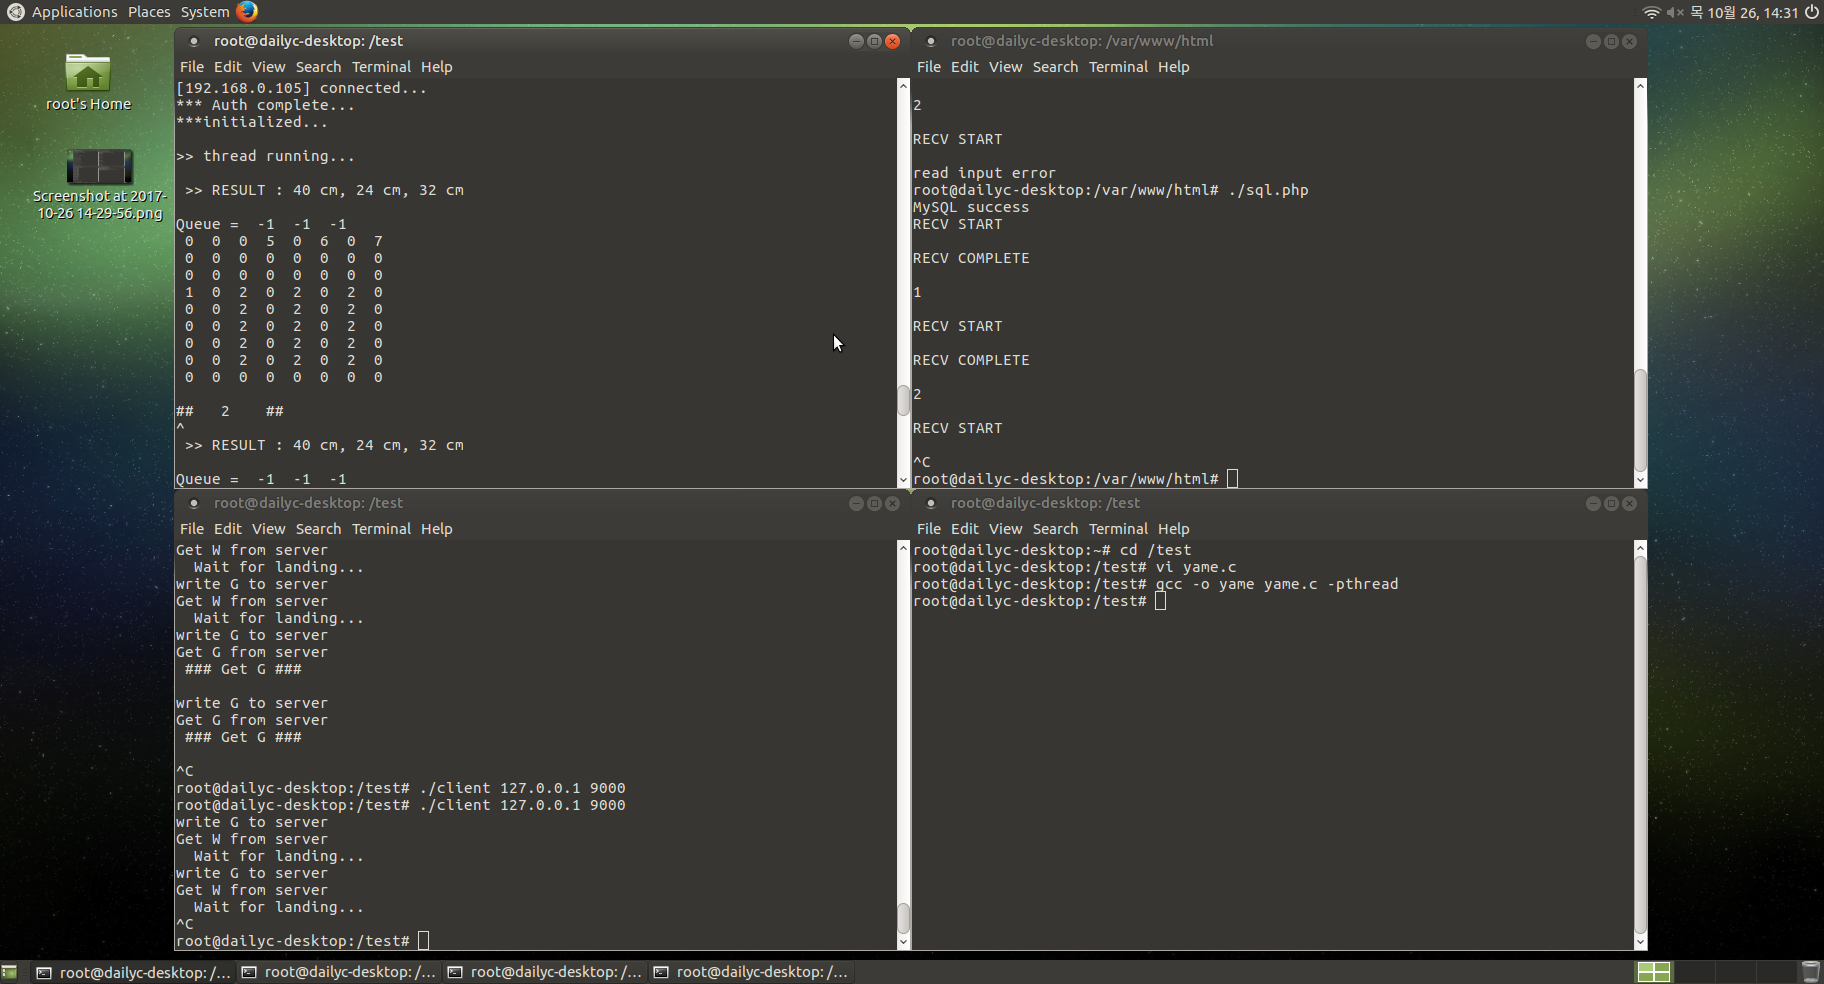 Applications Places System
목 10월 26, 14:31
root's Home
Screenshot at 2017-
10-26 14-29-56.png
root@dailyc-desktop: /test
File Edit View Search Terminal Help
[192.168.0.105] connected...
*** Auth complete...
***initialized...
>> thread running...
>> RESULT : 40 cm, 24 cm, 32 cm
Queue = -1 -1 -1
0 0 0 5 0 6 0 7
0 0 0 0 0 0 0 0
0 0 0 0 0 0 0 0
1 0 2 0 2 0 2 0
0 0 2 0 2 0 2 0
0 0 2 0 2 0 2 0
0 0 2 0 2 0 2 0
0 0 2 0 2 0 2 0
0 0 0 0 0 0 0 0
## 2 ##
^
>> RESULT : 40 cm, 24 cm, 32 cm
Queue = -1 -1 -1
root@dailyc-desktop: /var/www/html
File Edit View Search Terminal Help
2
RECV START
read input error
root@dailyc-desktop:/var/www/html# ./sql.php
MySQL success
RECV START
RECV COMPLETE
1
RECV START
RECV COMPLETE
2
RECV START
^C
root@dailyc-desktop:/var/www/html#
root@dailyc-desktop: /test
File Edit View Search Terminal Help
Get W from server
Wait for landing...
write G to server
Get W from server
Wait for landing...
write G to server
Get G from server
### Get G ###
write G to server
Get G from server
### Get G ###
^C
root@dailyc-desktop:/test# ./client 127.0.0.1 9000
root@dailyc-desktop:/test# ./client 127.0.0.1 9000
write G to server
Get W from server
Wait for landing...
write G to server
Get W from server
Wait for landing...
^C
root@dailyc-desktop:/test#
root@dailyc-desktop: /test
File Edit View Search Terminal Help
root@dailyc-desktop:~# cd /test
root@dailyc-desktop:/test# vi yame.c
root@dailyc-desktop:/test# gcc -o yame yame.c -pthread
root@dailyc-desktop:/test#
root@dailyc-desktop: /... root@dailyc-desktop: /... root@dailyc-desktop: /... root@dailyc-desktop: /...